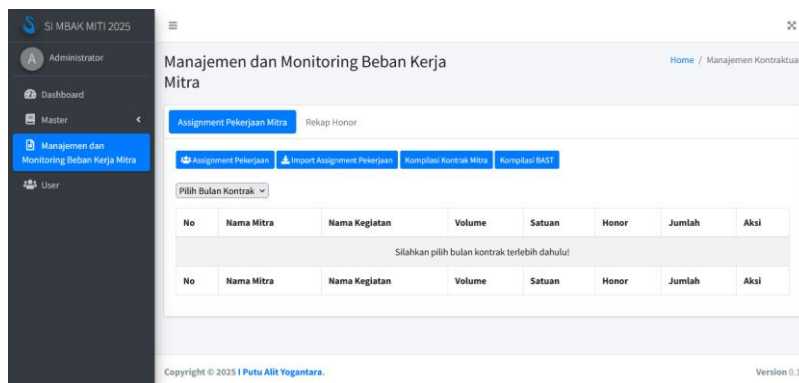 SI MBAK MITI 2025
A Administrator
Dashboard
Master
Manajemen dan
Monitoring Beban Kerja Mitra
User
Manajemen dan Monitoring Beban Kerja
Mitra
Home / Manajemen Kontraktua
Assignment Pekerjaan Mitra Rekap Honor
Assignment Pekerjaan Import Assignment Pekerjaan Kompilasi Kontrak Mitra Kompilasi BAST
Pilih Bulan Kontrak
No Nama Mitra Nama Kegiatan Volume Satuan Honor Jumlah Aksi
Silahkan pilih bulan kontrak terlebih dahulu!
No Nama Mitra Nama Kegiatan Volume Satuan Honor Jumlah Aksi
Copyright © 2025 I Putu Alit Yogantara.
Version 0.1